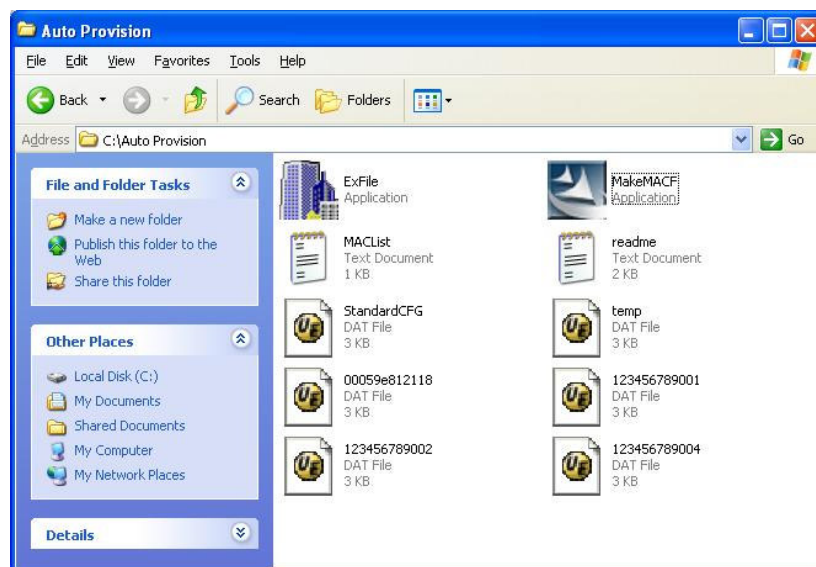 Auto Provision
File Edit View Favorites Tools Help
Back Search Folders
Address C:\Auto Provision Go
File and Folder Tasks
Make a new folder
Publish this folder to the
Web
Share this folder
Other Places
Local Disk (C:)
My Documents
Shared Documents
My Computer
My Network Places
Details
ExFile
Application
MakeMACF
Application
MACList
Text Document
1 KB
readme
Text Document
2 KB
StandardCFG
DAT File
3 KB
temp
DAT File
3 KB
00059e812118
DAT File
3 KB
123456789001
DAT File
3 KB
123456789002
DAT File
3 KB
123456789004
DAT File
3 KB